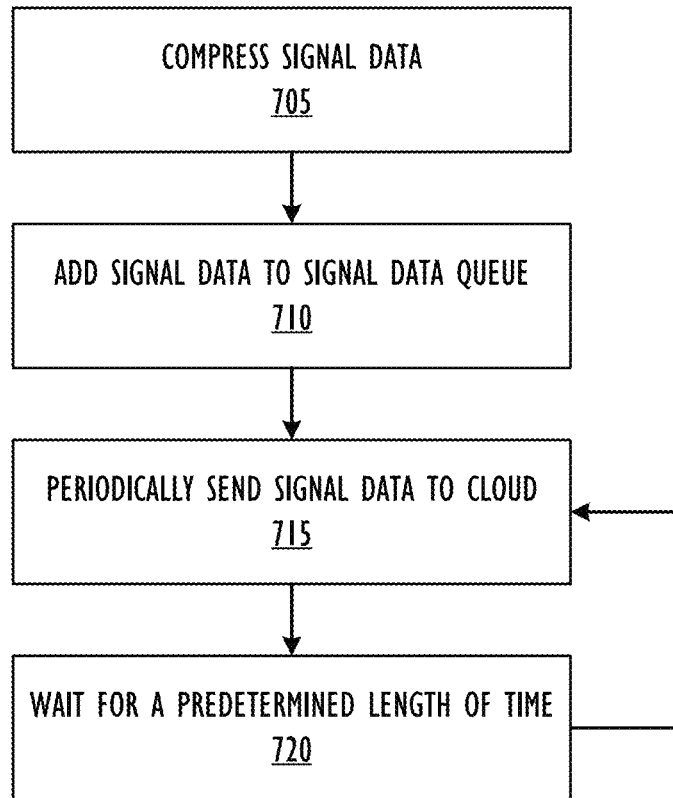 COMPRESS SIGNAL DATA
705
ADD SIGNAL DATA TO SIGNAL DATA QUEUE
710
PERIODICALLY SEND SIGNAL DATA TO CLOUD
715
WAIT FOR A PREDETERMINED LENGTH OF TIME
720